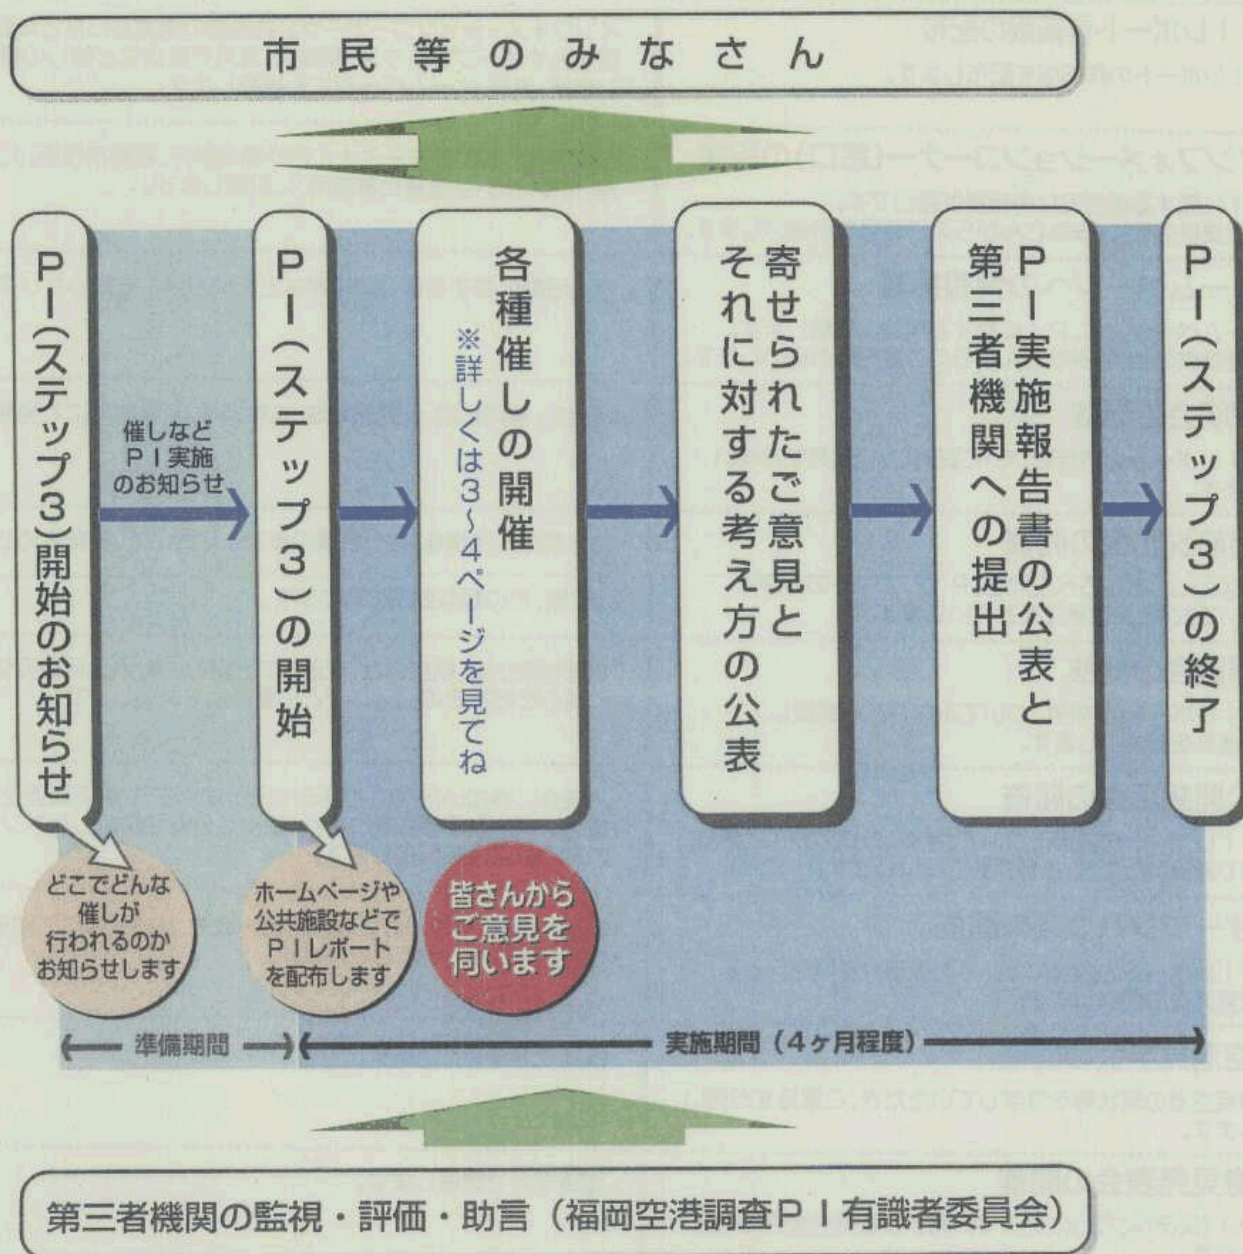 市民等のみなさん
PI(ステップ3)開始のお知らせ
催しなど
PI実施
のお知らせ
PI(ステップ3)の開始
各種催しの開催
※詳しくは3〜4ページを見てね
寄せられたご意見と
それに対する考え方の公表
PI実施報告書の公表と
第三者機関への提出
PI(ステップ3)の終了
どこでどんな
催しが
行われるのか
お知らせします
ホームページや
公共施設などで
PIレポート
を配布します
皆さんから
ご意見を
伺います
準備期間
実施期間(4ヶ月程度)
第三者機関の監視・評価・助言(福岡空港調査PI有識者委員会)